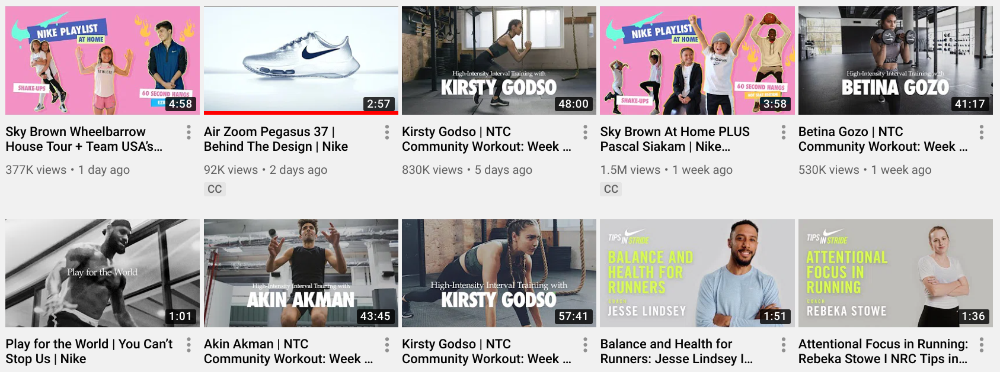 NIKE PLAYLIST
AT HOME
ATHLETE
SHAKE-UPS
60 SECOND HANGS
4:58
Sky Brown Wheelbarrow
House Tour + Team USA's...
377K views • 1 day ago
2:57
Air Zoom Pegasus 37 |
Behind The Design | Nike
92K views • 2 days ago
CC
High-Intensity Interval Training with
KIRSTY GODSO
48:00
Kirsty Godso | NTC
Community Workout: Week ...
830K views • 5 days ago
NIKE PLAYLIST
AT HOME
SHAKE-UPS
60 SECOND HANGS
HOT SEAT EDITION
3:58
Sky Brown At Home PLUS
Pascal Siakam | Nike...
1.5M views • 1 week ago
CC
High-Intensity Interval Training with
BETINA GOZO
41:17
Betina Gozo | NTC
Community Workout: Week ...
530K views • 1 week ago
Play for the World
1:01
Play for the World | You Can't
Stop Us | Nike
High-Intensity Interval Training with
AKIN AKMAN
43:45
Akin Akman | NTC
Community Workout: Week ...
High-Intensity Interval Training with
KIRSTY GODSO
57:41
Kirsty Godso | NTC
Community Workout: Week ...
TIPS IN STRIDE
BALANCE AND
HEALTH FOR
RUNNERS
COACH
JESSE LINDSEY
1:51
Balance and Health for
Runners: Jesse Lindsey I...
TIPS IN STRIDE
ATTENTIONAL
FOCUS IN
RUNNING
COACH
REBEKA STOWE
1:36
Attentional Focus in Running:
Rebeka Stowe I NRC Tips in...